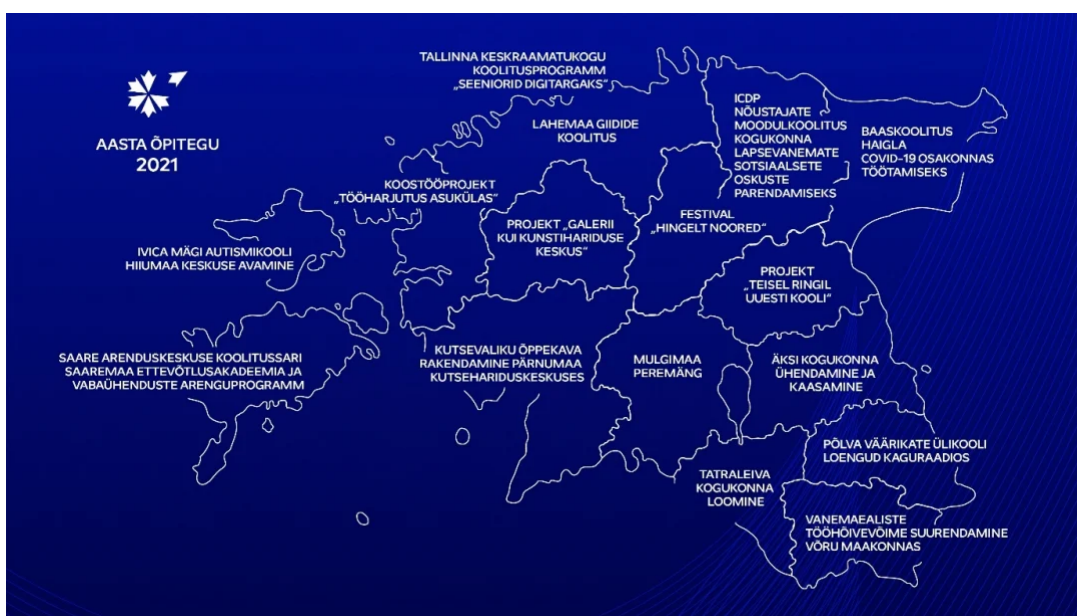 AASTA ÕPITEGU
2021
TALLINNA KESKRAAMATUKOGU
KOOLITUSPROGRAMM
„SEENIORID DIGITARGAKS“
LAHEMAA GIIDIDE
KOOLITUS
ICDP
NÕUSTAJATE
MOODULKOOLITUS
KOGUKONNA
LAPSEVANEMATE
SOTSIAALSETE
OSKUSTE
PARENDAMISEKS
BAASKOOLITUS
HAIGLA
COVID-19 OSAKONNAS
TÖÖTAMISEKS
KOOSTÖÖPROJEKT
„TÖÖHARJUTUS ASUKÜLAS“
PROJEKT „GALERII
KUI KUNSTIHARIDUSE
KESKUS“
FESTIVAL
„HINGELT NOORED“
IVICA MÄGI AUTISMIKOOLI
HIIUMAA KESKUSE AVAMINE
PROJEKT
„TEISEL RINGIL
UUESTI KOOLI“
SAARE ARENDUSKESKUSE KOOLITUSSARI
SAAREMAA ETTEVÕTLUSAKADEEMIA JA
VABAÜHENDUSTE ARENGUPROGRAMM
KUTSEVALIKU ÕPPEKAVA
RAKENDAMINE PÄRNUMAA
KUTSEHARIDUSKESKUSES
MULGIMAA
PEREMÄNG
ÄKSI KOGUKONNA
ÜHENDAMINE JA
KAASAMINE
PÕLVA VÄÄRIKATE ÜLIKOOLI
LOENGUD KAGURAADIOS
TATRALEIVA
KOGUKONNA
LOOMINE
VANEMAEALISTE
TÖÖHÕIVEVÕIME SUURENDAMINE
VÕRU MAAKONNAS